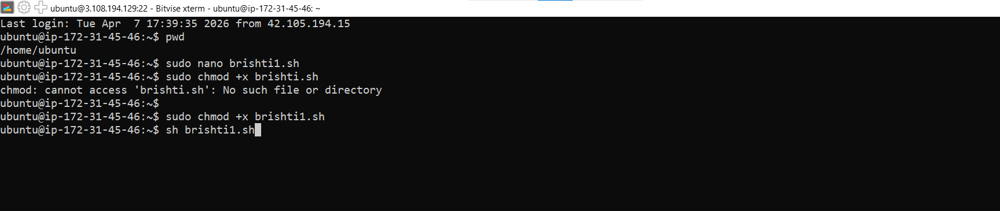 ubuntu@3.108.194.129:22 - Bitvise xterm - ubuntu@ip-172-31-45-46: ~
Last login: Tue Apr  7 17:39:35 2026 from 42.105.194.15
ubuntu@ip-172-31-45-46:~$ pwd
/home/ubuntu
ubuntu@ip-172-31-45-46:~$ sudo nano brishti1.sh
ubuntu@ip-172-31-45-46:~$ sudo chmod +x brishti.sh
chmod: cannot access 'brishti.sh': No such file or directory
ubuntu@ip-172-31-45-46:~$
ubuntu@ip-172-31-45-46:~$ sudo chmod +x brishti1.sh
ubuntu@ip-172-31-45-46:~$ sh brishti1.sh